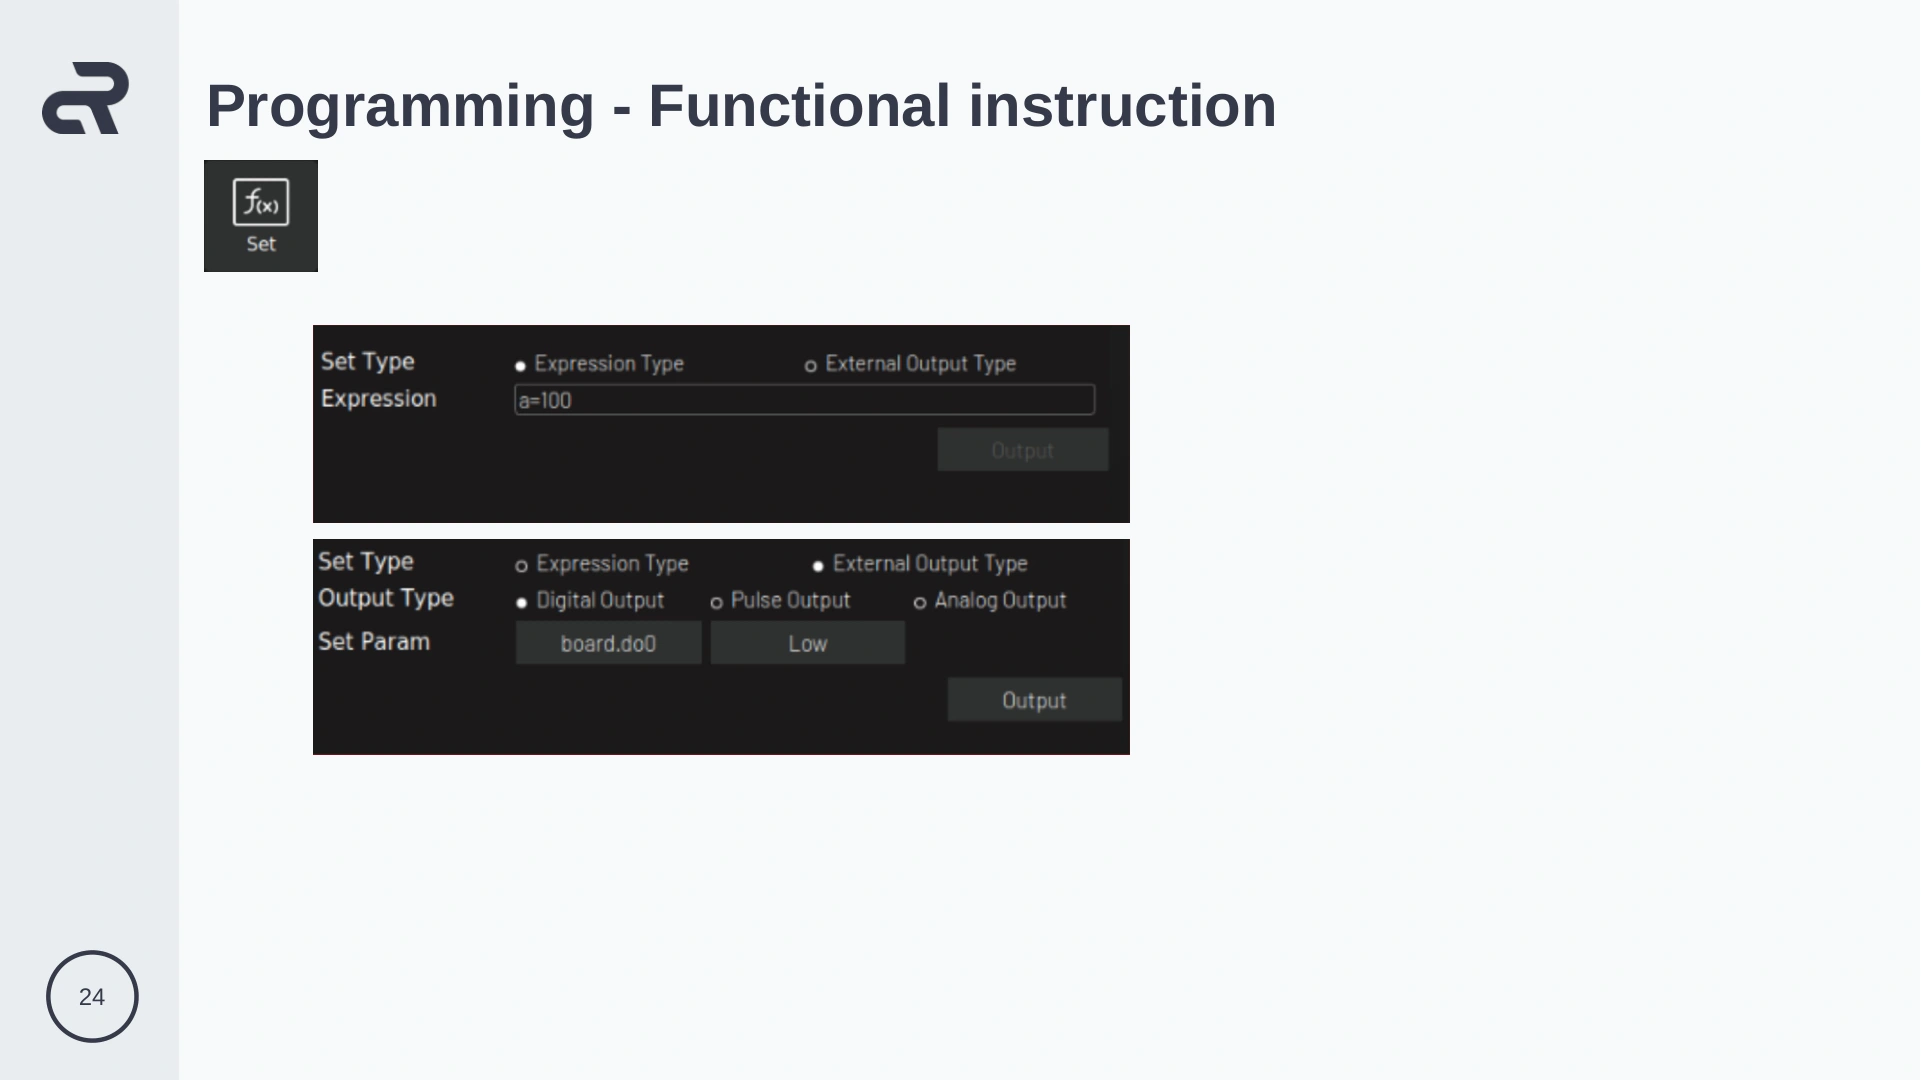 Programming - Functional instruction
f(x)
Set
Set Type Expression Type External Output Type
Expression a=100
Output
Set Type Expression Type External Output Type
Output Type Digital Output Pulse Output Analog Output
Set Param board.do0 Low
Output
24